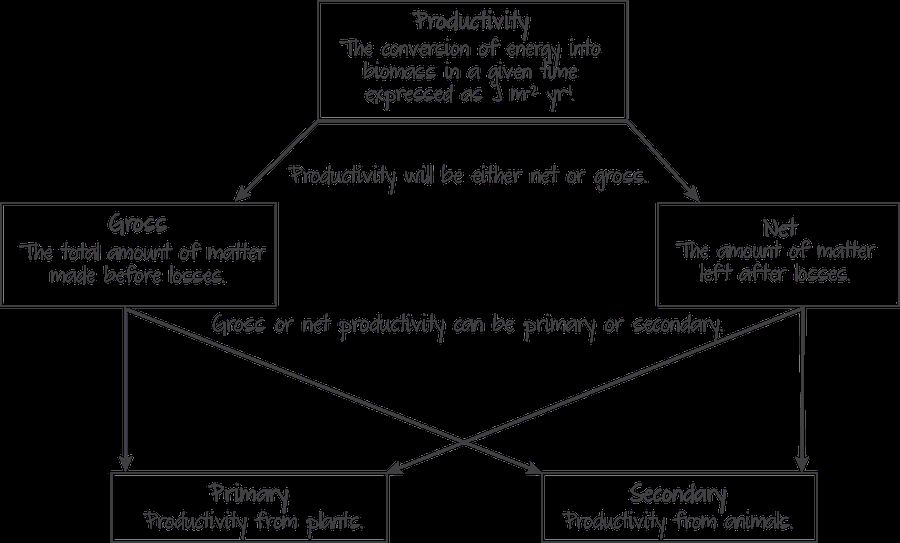 Productivity
The conversion of energy into
biomass in a given time
expressed as J m⁻² yr⁻¹.
Productivity will be either net or gross.
Gross
The total amount of matter
made before losses.
Net
The amount of matter
left after losses.
Gross or net productivity can be primary or secondary.
Primary
Productivity from plants.
Secondary
Productivity from animals.